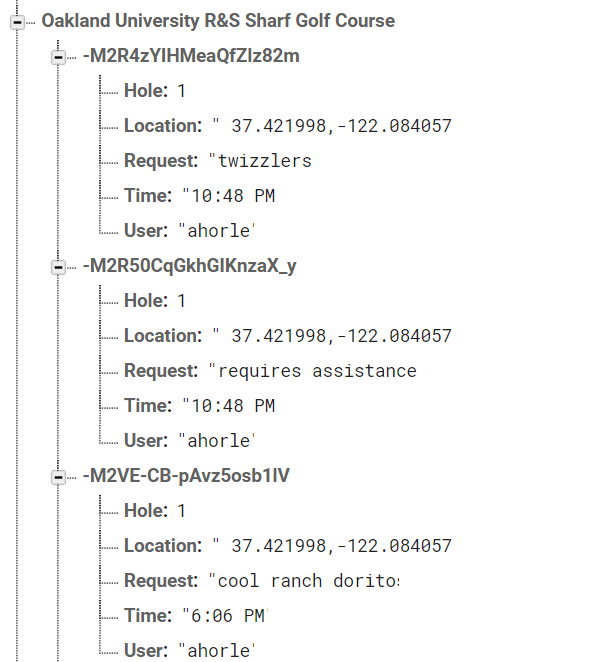 Oakland University R&S Sharf Golf Course
-M2R4zYIHMeaQfZIz82m
Hole: 1
Location: " 37.421998,-122.084057
Request: "twizzlers
Time: "10:48 PM
User: "ahorle'
-M2R50CqGkhGIKnzaX_y
Hole: 1
Location: " 37.421998,-122.084057
Request: "requires assistance
Time: "10:48 PM
User: "ahorle'
-M2VE-CB-pAvz5osb1IV
Hole: 1
Location: " 37.421998,-122.084057
Request: "cool ranch doritos
Time: "6:06 PM'
User: "ahorle'